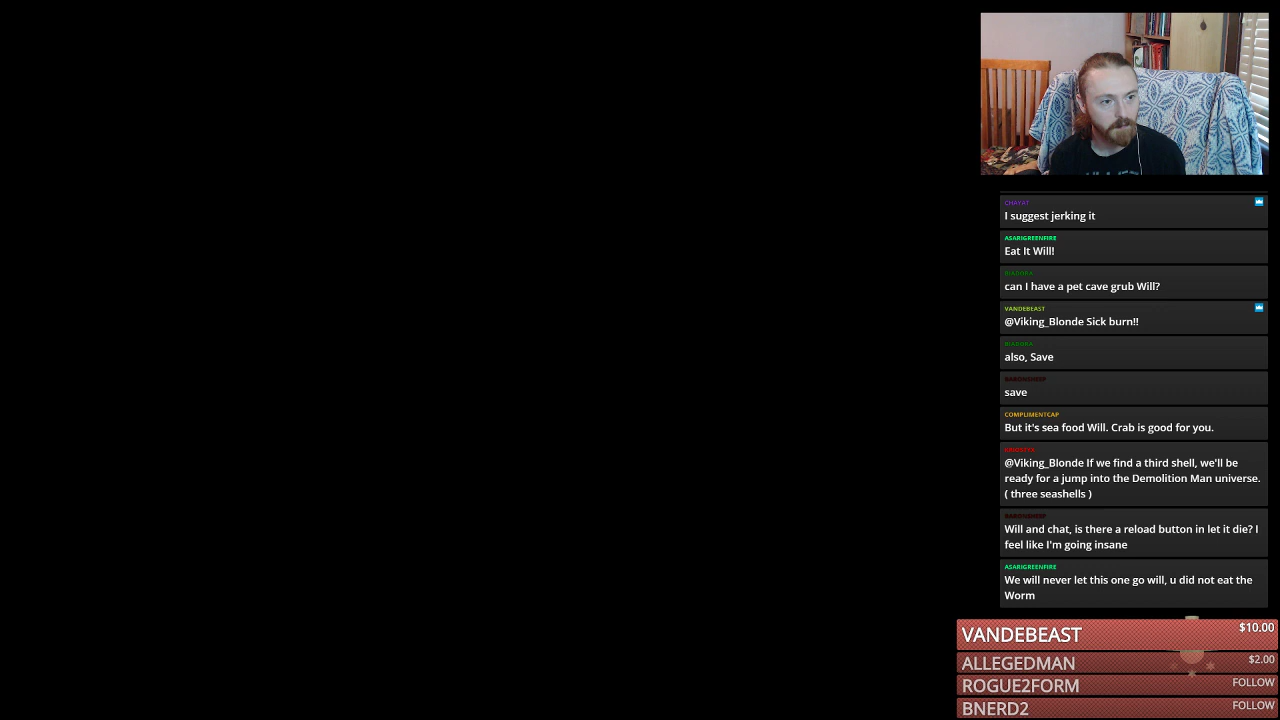 CHAYAT
I suggest jerking it
ASARIGREENFIRE
Eat It Will!
BIADORA
can I have a pet cave grub Will?
VANDEBEAST
@Viking_Blonde Sick burn!!
BIADORA
also, Save
save
COMPLIMENTCAP
But it's sea food Will. Crab is good for you.
@Viking_Blonde If we find a third shell, we'll be
ready for a jump into the Demolition Man universe.
( three seashells )
Will and chat, is there a reload button in let it die? I
feel like I'm going insane
ASARIGREENFIRE
We will never let this one go will, u did not eat the
Worm
VANDEBEAST $10.00
ALLEGEDMAN $2.00
ROGUE2FORM FOLLOW
BNERD2 FOLLOW